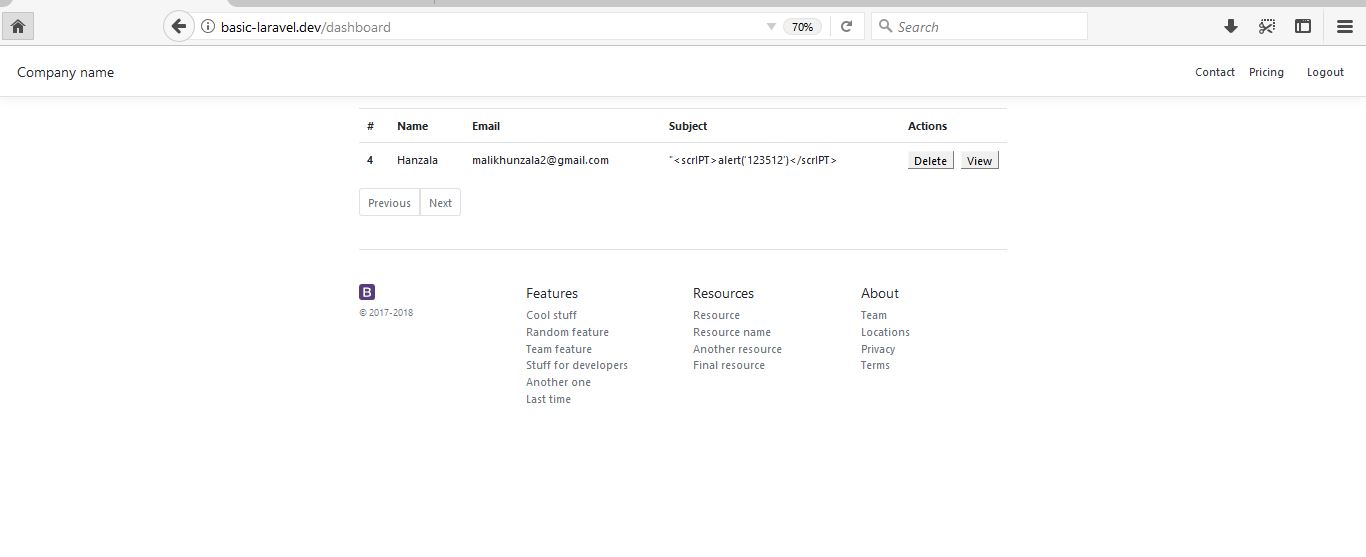 basic-laravel.dev/dashboard 70% Search
Company name Contact Pricing Logout
# Name Email Subject Actions
4 Hanzala malikhunzala2@gmail.com "<scrIPT>alert('123512')</scrIPT> Delete View
Previous Next
B Features Resources About
© 2017-2018
Cool stuff Resource Team
Random feature Resource name Locations
Team feature Another resource Privacy
Stuff for developers Final resource Terms
Another one
Last time